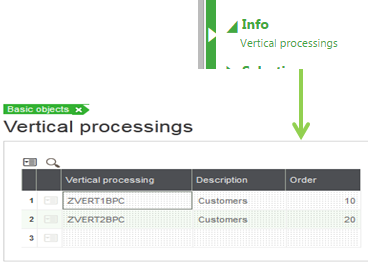 Info
Vertical processings
Basic objects ×
Vertical processings
Vertical processing Description Order
1 ZVERT1BPC Customers 10
2 ZVERT2BPC Customers 20
3